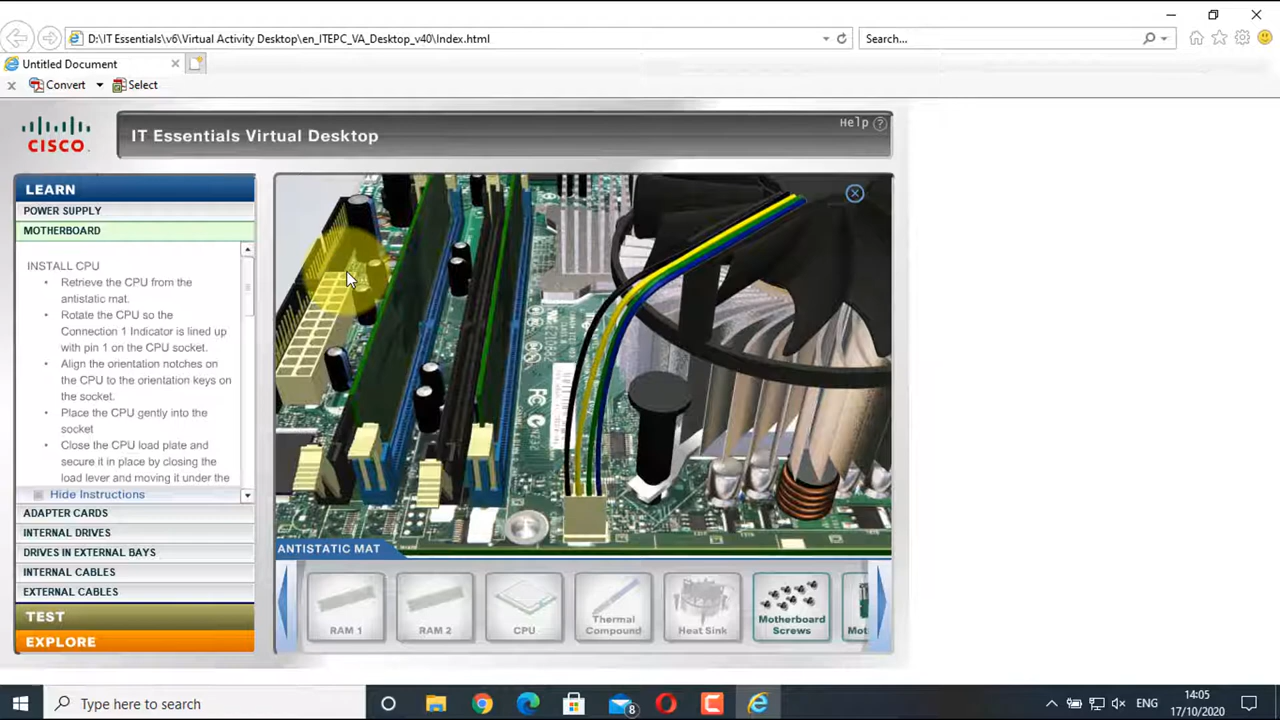 D:\IT Essentials\v6\Virtual Activity Desktop\en_ITEPC_VA_Desktop_v40\Index.html
Search...
Untitled Document
Convert
Select
CISCO
IT Essentials Virtual Desktop
Help
LEARN
POWER SUPPLY
MOTHERBOARD
INSTALL CPU
• Retrieve the CPU from the
antistatic mat.
• Rotate the CPU so the
Connection 1 Indicator is lined up
with pin 1 on the CPU socket.
• Align the orientation notches on
the CPU to the orientation keys on
the socket.
• Place the CPU gently into the
socket
• Close the CPU load plate and
secure it in place by closing the
load lever and moving it under the
Hide Instructions
ADAPTER CARDS
INTERNAL DRIVES
DRIVES IN EXTERNAL BAYS
INTERNAL CABLES
EXTERNAL CABLES
TEST
EXPLORE
FC
ANTISTATIC MAT
RAM 1
RAM 2
CPU
Thermal
Compound
Heat Sink
Motherboard
Screws
Mot
Type here to search
8
ENG
14:05
17/10/2020